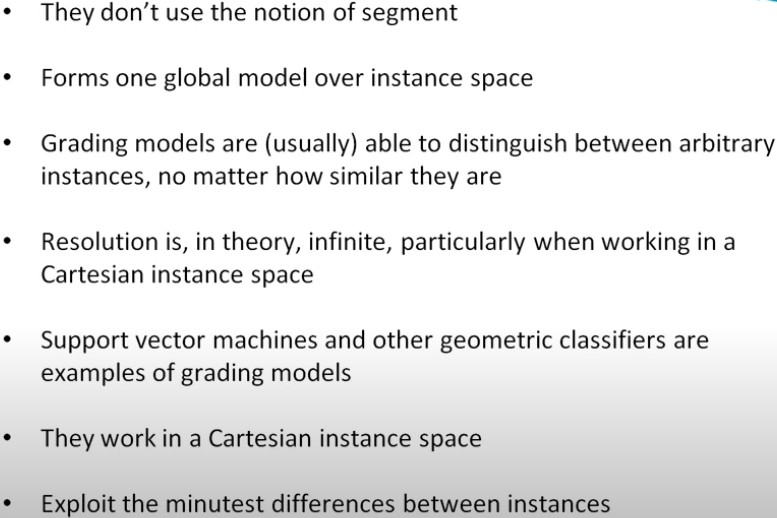 • They don’t use the notion of segment
• Forms one global model over instance space
• Grading models are (usually) able to distinguish between arbitrary
instances, no matter how similar they are
• Resolution is, in theory, infinite, particularly when working in a
Cartesian instance space
• Support vector machines and other geometric classifiers are
examples of grading models
• They work in a Cartesian instance space
• Exploit the minutest differences between instances